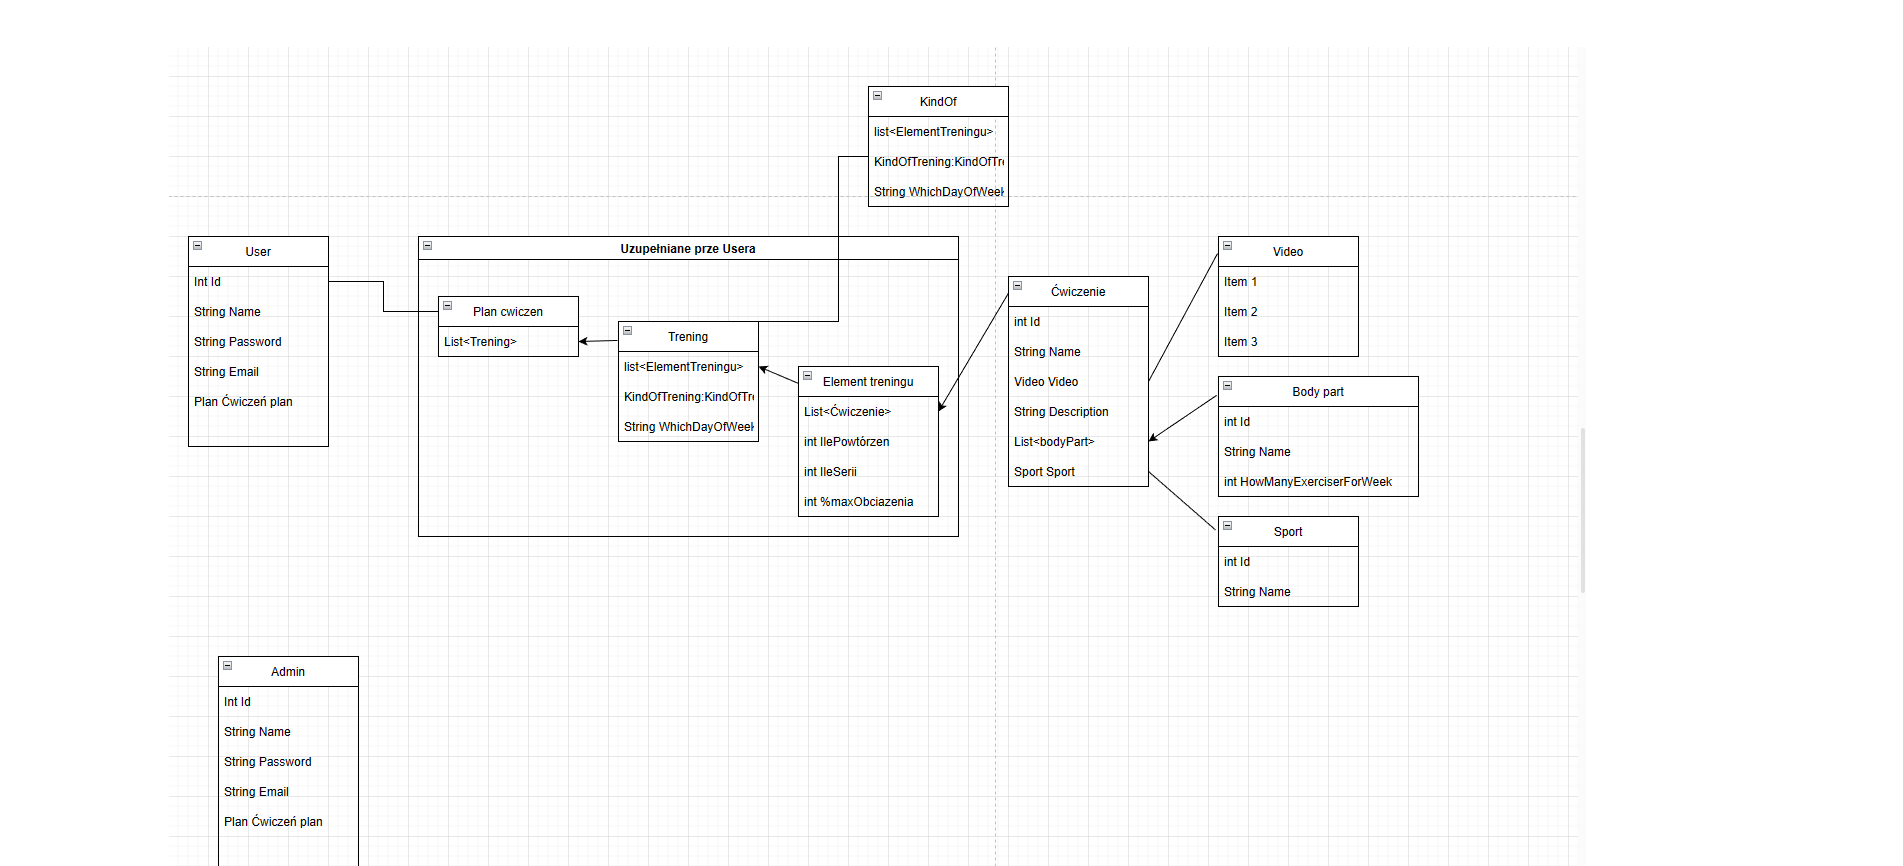 KindOf
list<ElementTreningu>
KindOfTrening:KindOfTre
String WhichDayOfWeek
User
Int Id
String Name
String Password
String Email
Plan Ćwiczeń plan
Uzupełniane prze Usera
Plan cwiczen
List<Trening>
Trening
list<ElementTreningu>
KindOfTrening:KindOfTre
String WhichDayOfWeek
Element treningu
List<Ćwiczenie>
int IlePowtórzen
int IleSerii
int %maxObciazenia
Ćwiczenie
int Id
String Name
Video Video
String Description
List<bodyPart>
Sport Sport
Video
Item 1
Item 2
Item 3
Body part
int Id
String Name
int HowManyExerciserForWeek
Sport
int Id
String Name
Admin
Int Id
String Name
String Password
String Email
Plan Ćwiczeń plan